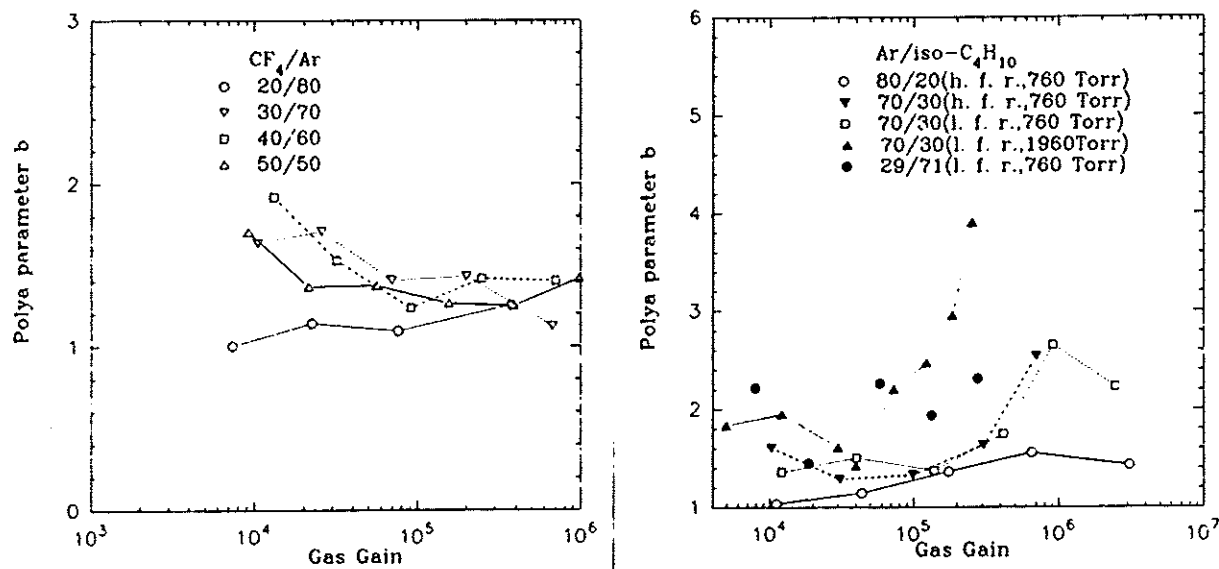 3
2
1
0
Polya parameter b
CF4/Ar
20/80
30/70
40/60
50/50
10^3
10^4
10^5
10^6
Gas Gain
6
5
4
3
2
1
Polya parameter b
Ar/iso-C4H10
80/20(h. f. r.,760 Torr)
70/30(h. f. r.,760 Torr)
70/30(l. f. r.,760 Torr)
70/30(l. f. r.,1960Torr)
29/71(l. f. r.,760 Torr)
10^4
10^5
10^6
10^7
Gas Gain